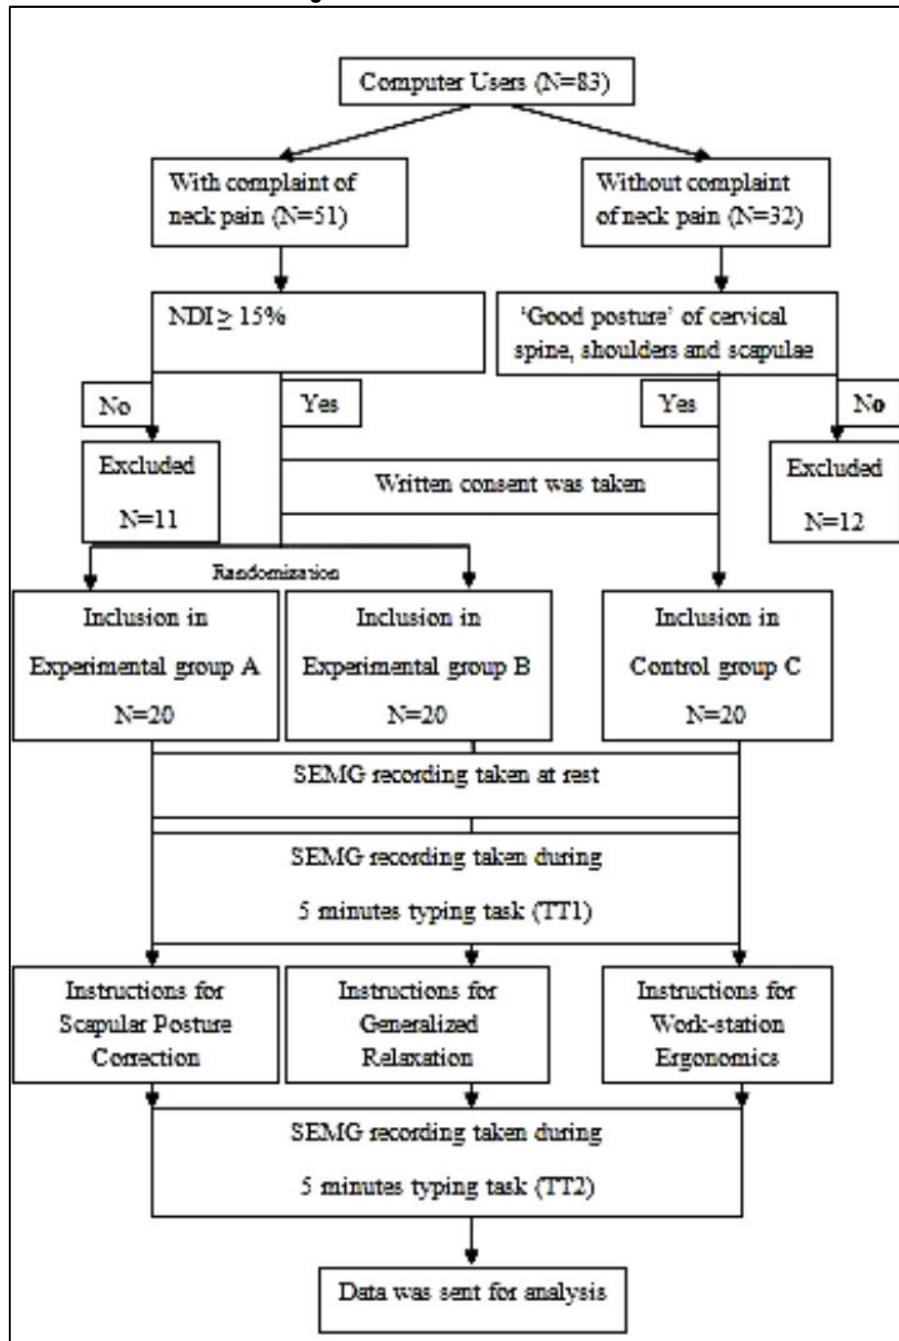 Computer Users (N=83)
With complaint of
neck pain (N=51)
Without complaint
of neck pain (N=32)
NDI ≥ 15%
‘Good posture’ of cervical
spine, shoulders and scapulae
No
Yes
Yes
No
Excluded
N=11
Written consent was taken
Excluded
N=12
Randomization
Inclusion in
Experimental group A
N=20
Inclusion in
Experimental group B
N=20
Inclusion in
Control group C
N=20
SEMG recording taken at rest
SEMG recording taken during
5 minutes typing task (TT1)
Instructions for
Scapular Posture
Correction
Instructions for
Generalized
Relaxation
Instructions for
Work-station
Ergonomics
SEMG recording taken during
5 minutes typing task (TT2)
Data was sent for analysis